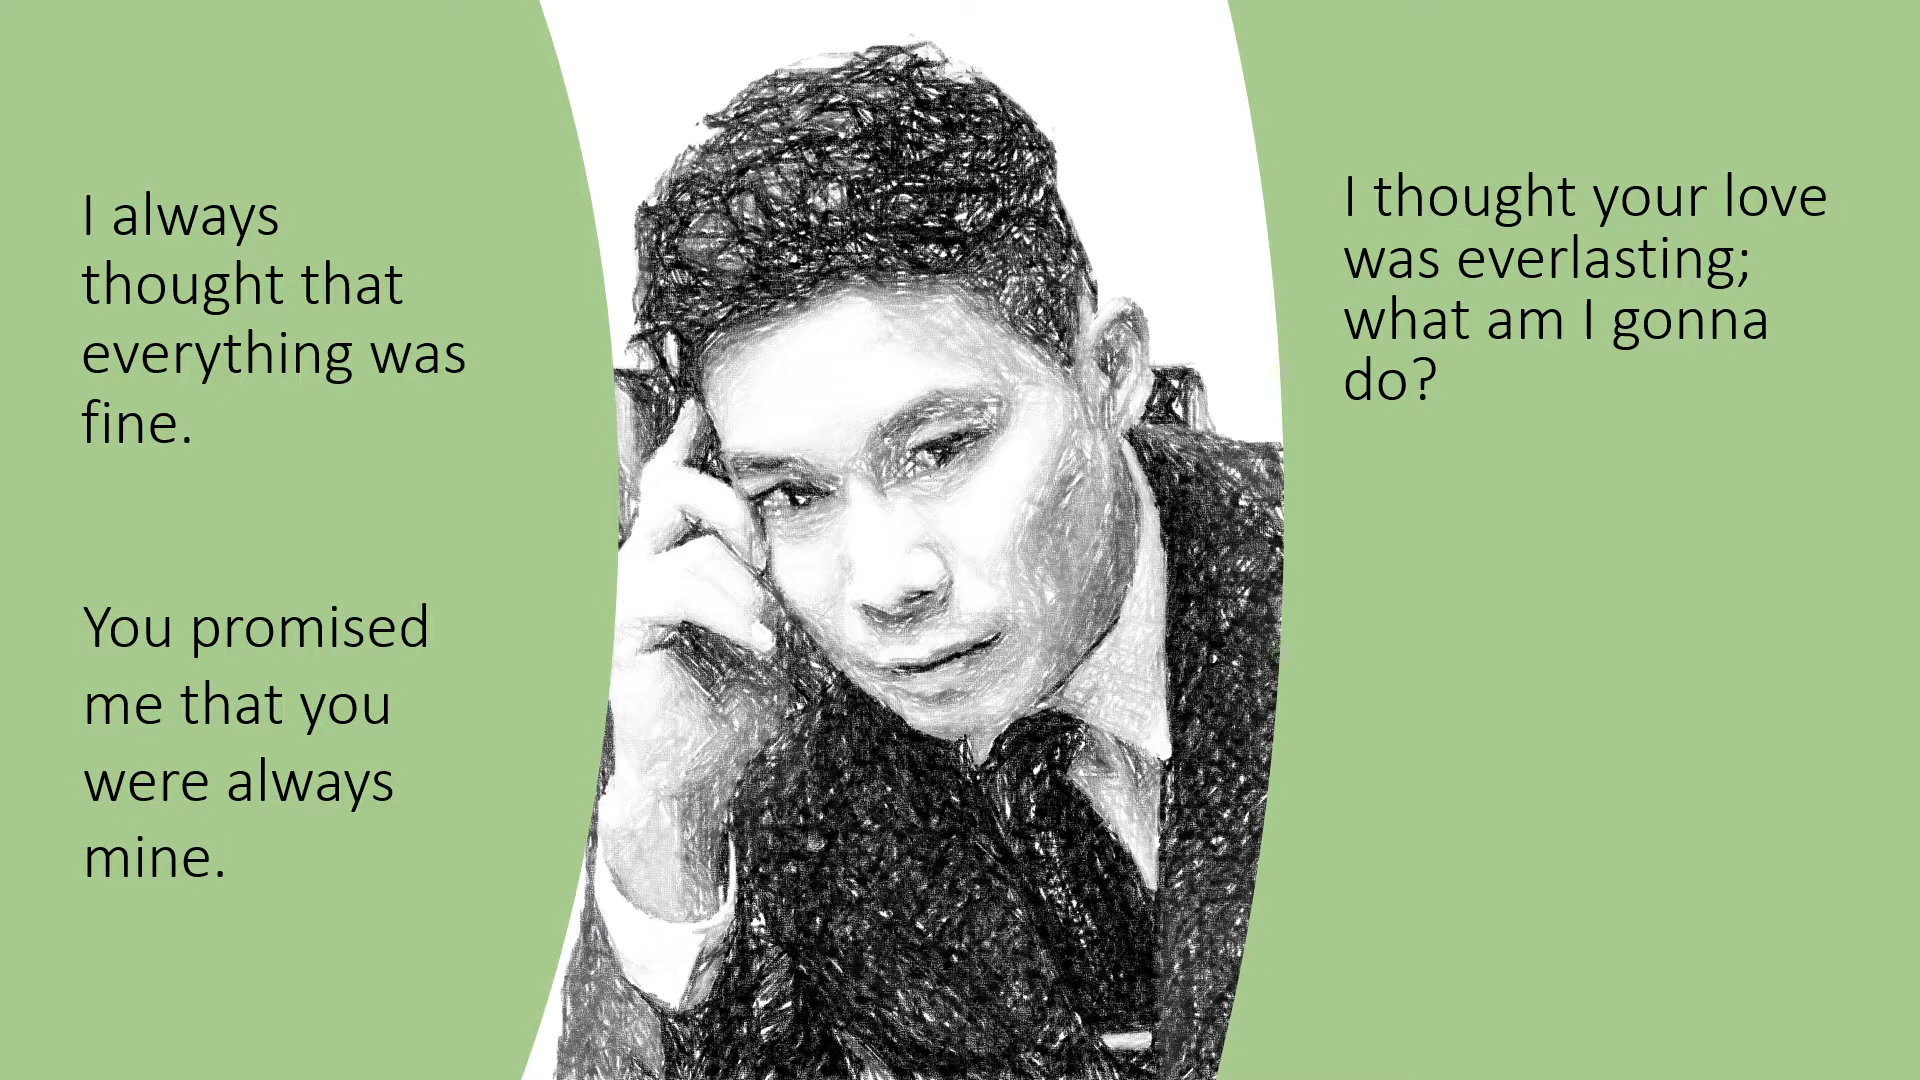 I always
thought that
everything was
fine.
You promised
me that you
were always
mine.
I thought your love
was everlasting;
what am I gonna
do?